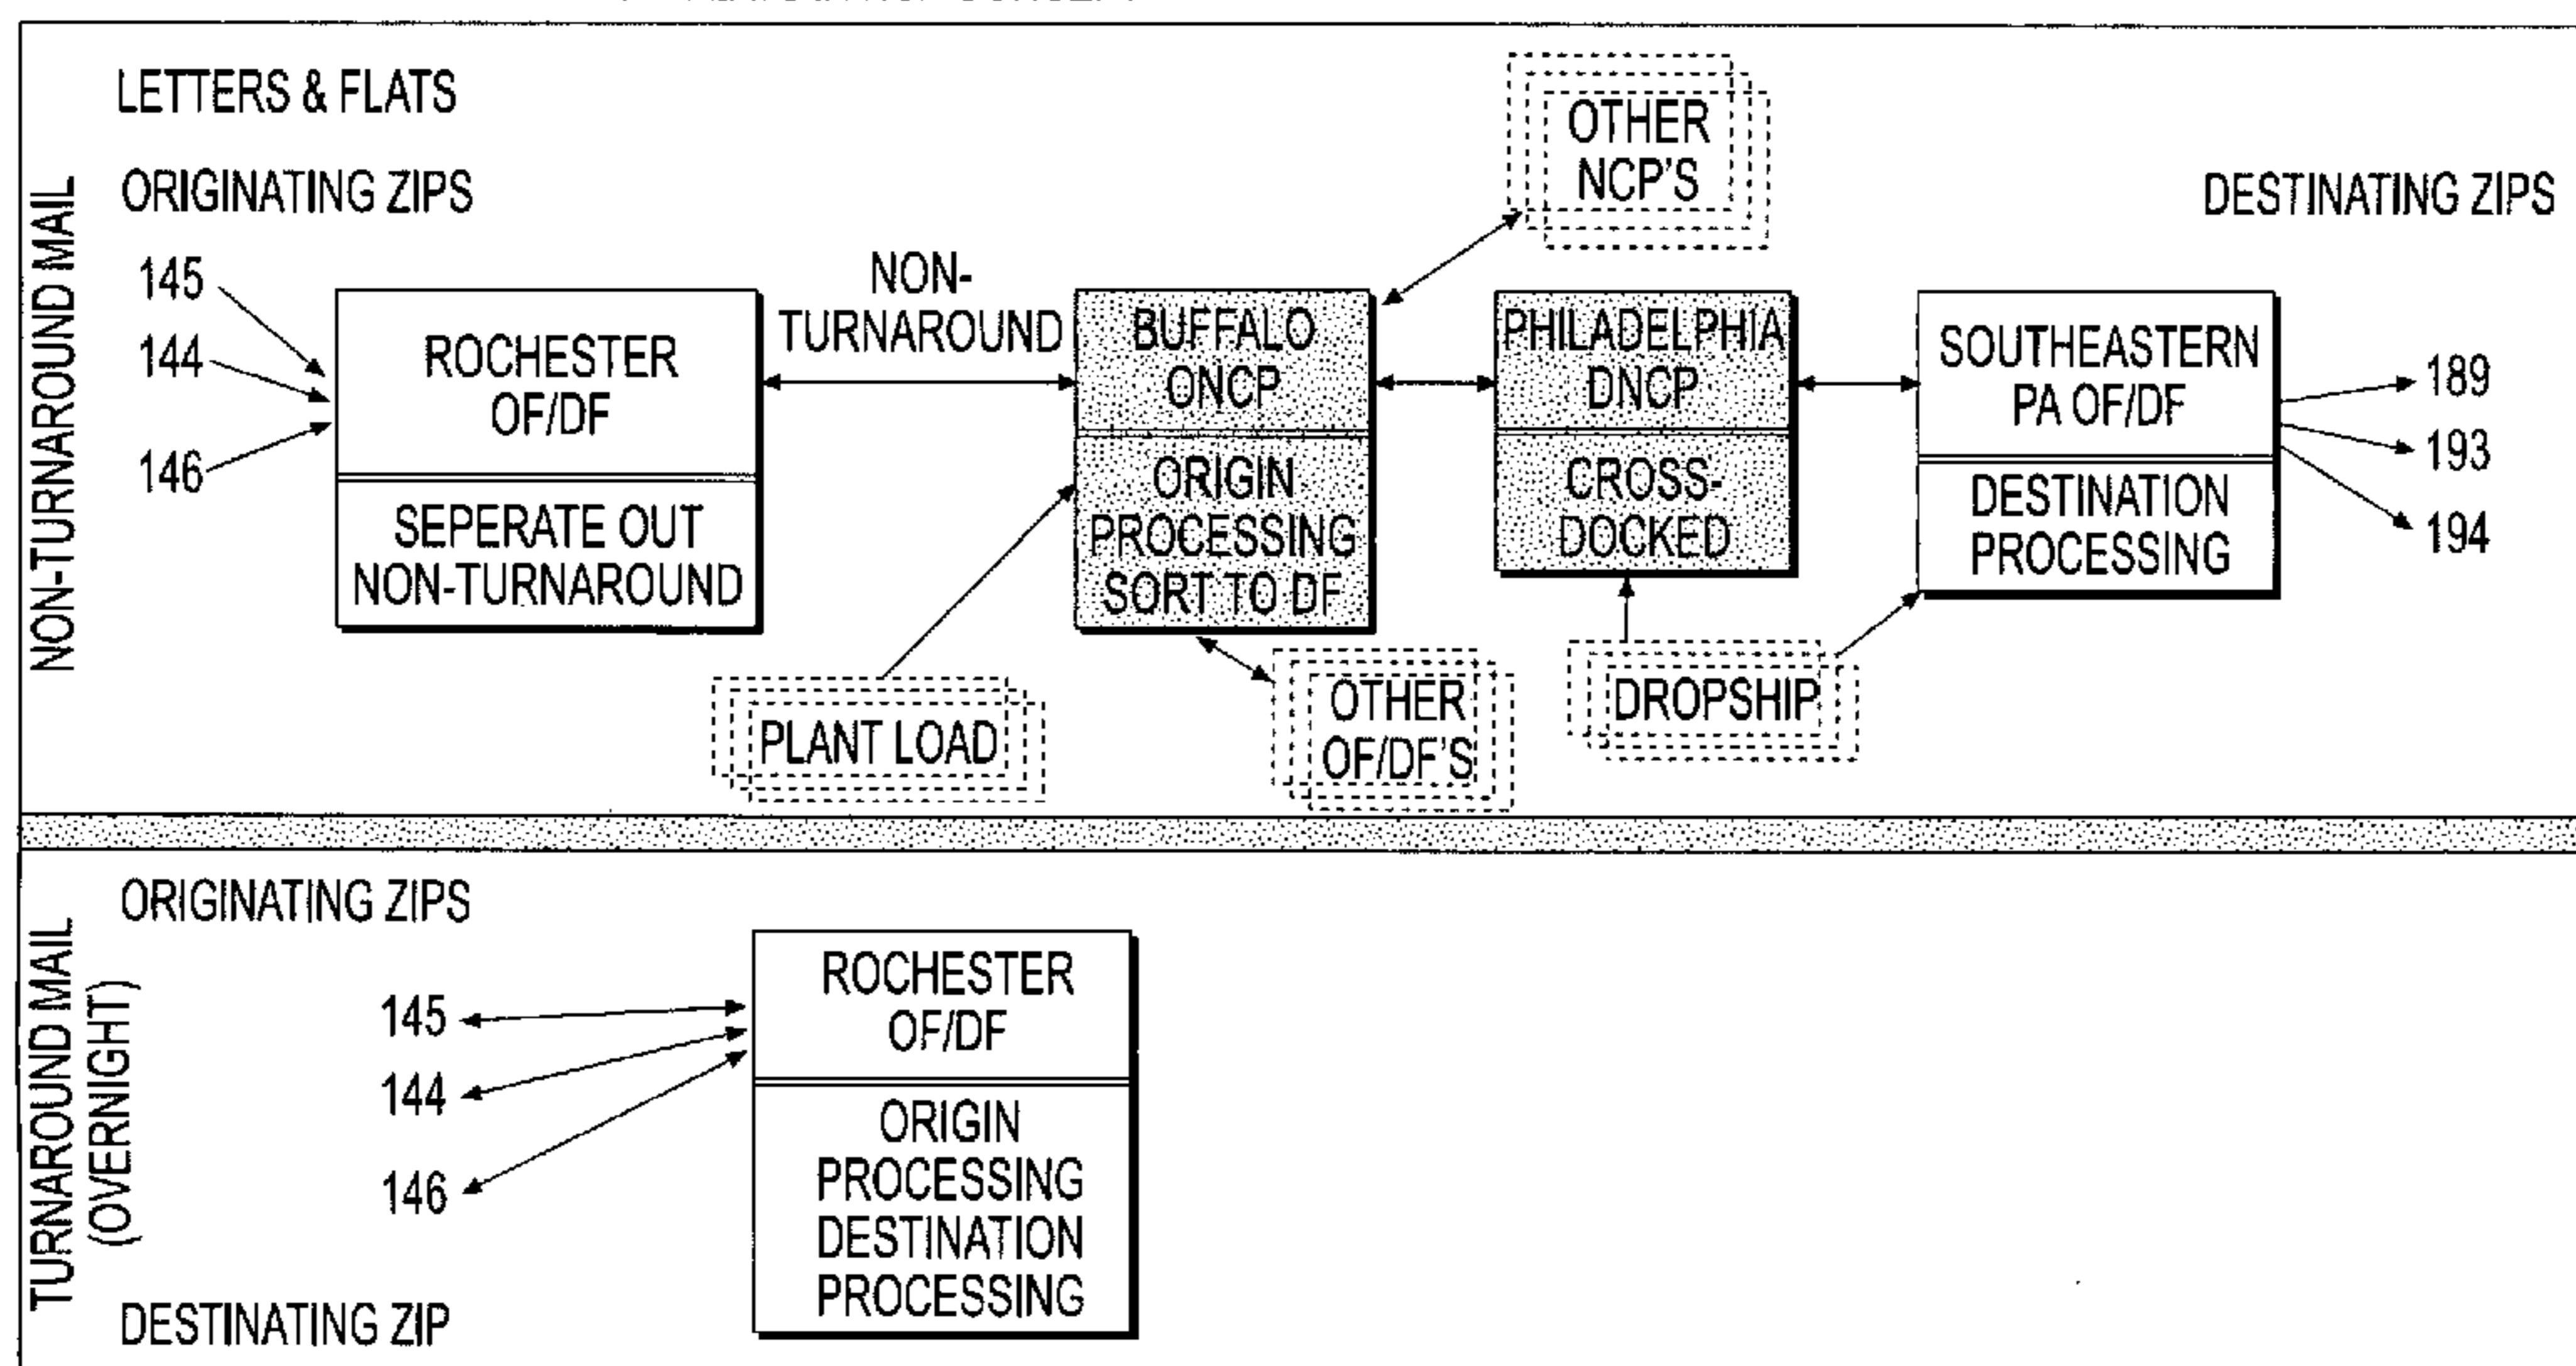 LETTERS & FLATS
NON-TURNAROUND MAIL
ORIGINATING ZIPS
DESTINATING ZIPS
145
144
146
ROCHESTER
OF/DF
SEPERATE OUT
NON-TURNAROUND
NON-
TURNAROUND
BUFFALO
ONCP
ORIGIN
PROCESSING
SORT TO DF
OTHER
NCP'S
PHILADELPHIA
DNCP
CROSS-
DOCKED
SOUTHEASTERN
PA OF/DF
DESTINATION
PROCESSING
189
193
194
PLANT LOAD
OTHER
OF/DF'S
DROPSHIP
TURNAROUND MAIL
(OVERNIGHT)
ORIGINATING ZIPS
145
144
146
ROCHESTER
OF/DF
ORIGIN
PROCESSING
DESTINATION
PROCESSING
DESTINATING ZIP